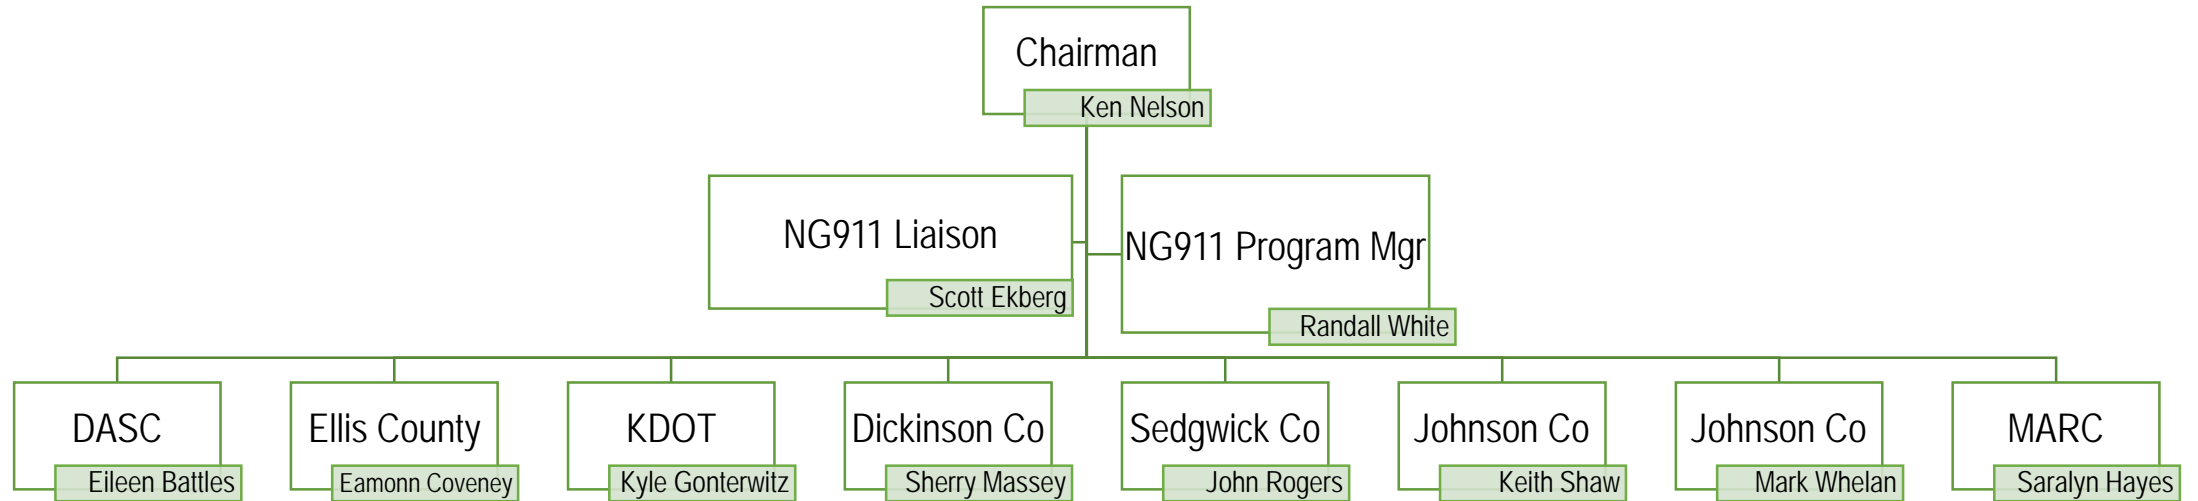 Chairman
Ken Nelson
NG911 Liaison
Scott Ekberg
NG911 Program Mgr
Randall White
DASC
Eileen Battles
Ellis County
Eamonn Coveney
KDOT
Kyle Gonterwitz
Dickinson Co
Sherry Massey
Sedgwick Co
John Rogers
Johnson Co
Keith Shaw
Johnson Co
Mark Whelan
MARC
Saralyn Hayes